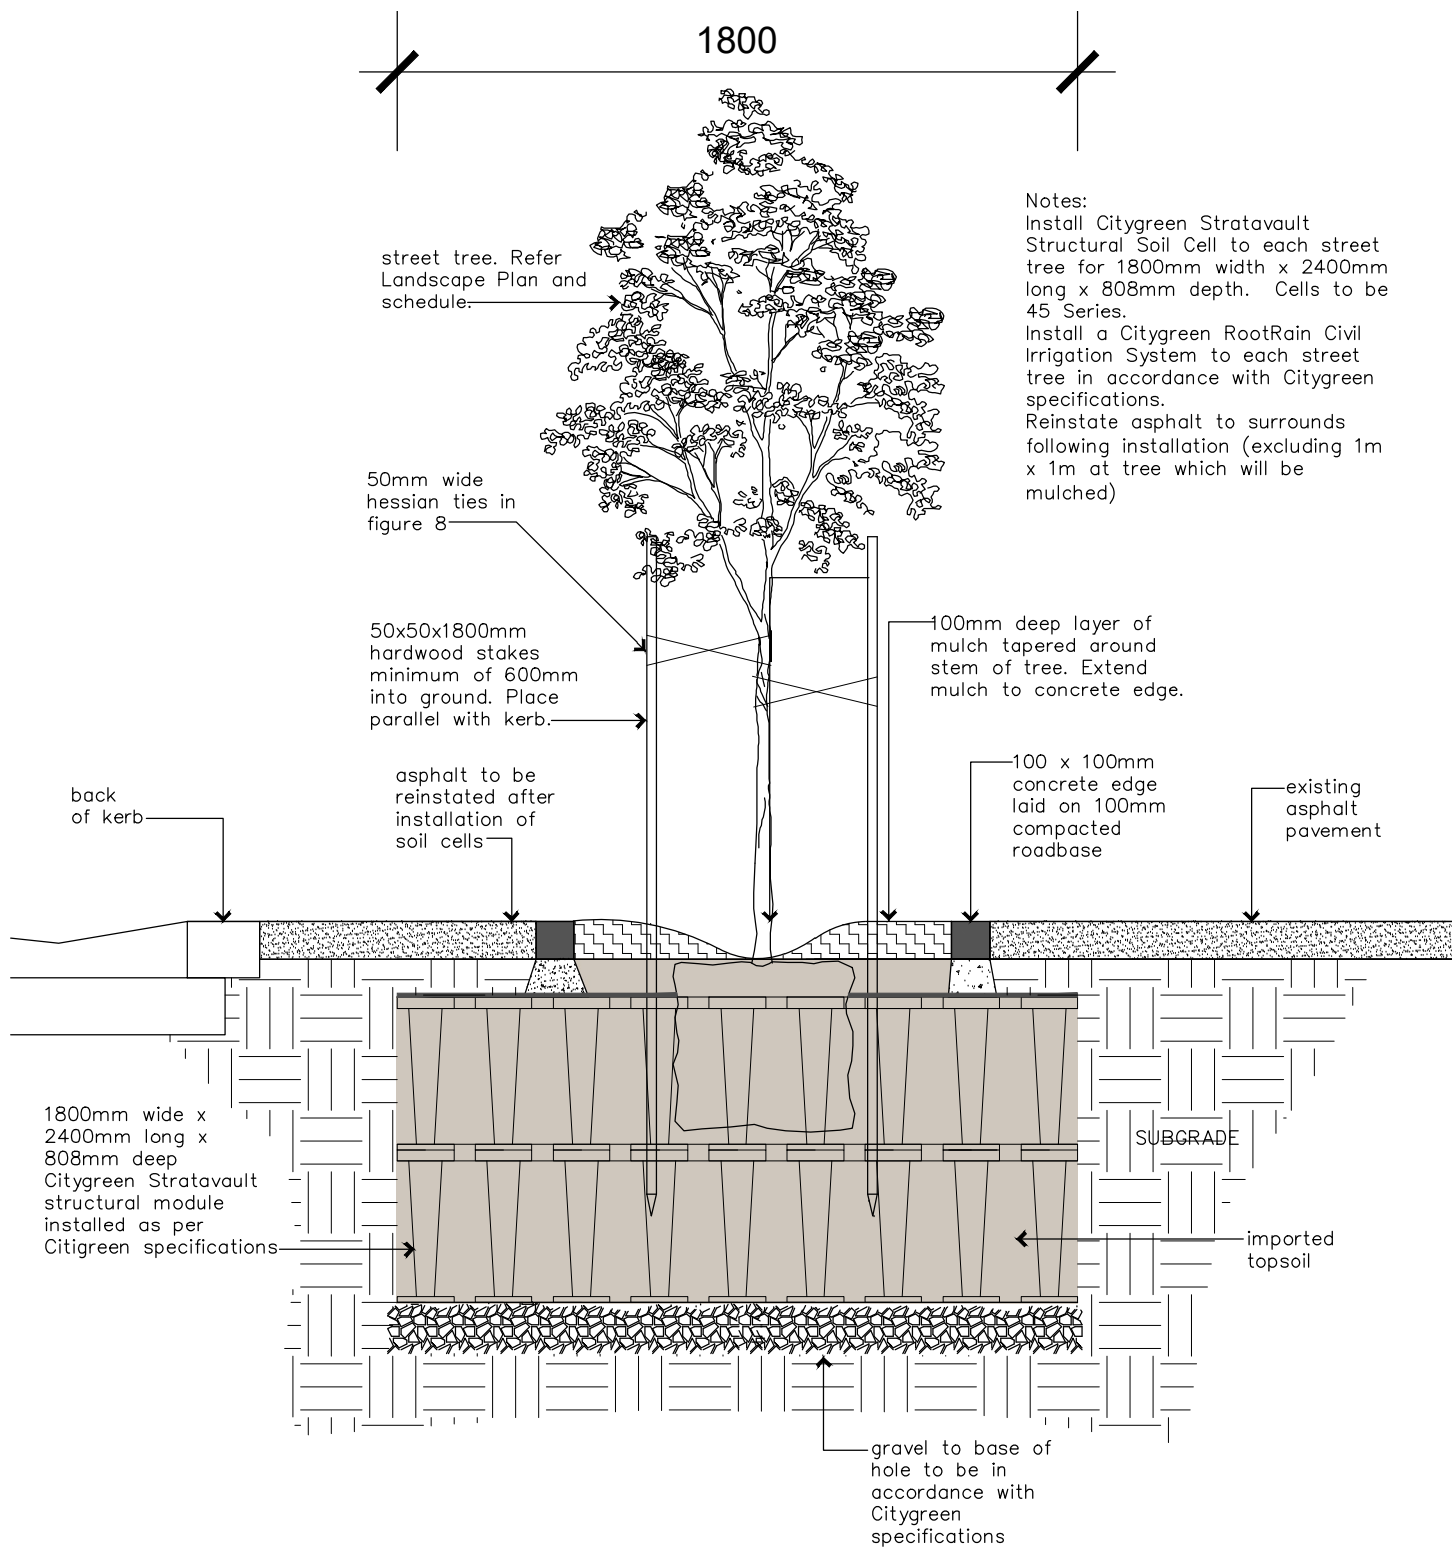 1800
Notes:
Install Citygreen Stratavault
Structural Soil Cell to each street
tree for 1800mm width x 2400mm
long x 808mm depth.  Cells to be
45 Series.
Install a Citygreen RootRain Civil
Irrigation System to each street
tree in accordance with Citygreen
specifications.
Reinstate asphalt to surrounds
following installation (excluding 1m
x 1m at tree which will be
mulched)
street tree. Refer
Landscape Plan and
schedule.
50mm wide
hessian ties in
figure 8
50x50x1800mm
hardwood stakes
minimum of 600mm
into ground. Place
parallel with kerb.
100mm deep layer of
mulch tapered around
stem of tree. Extend
mulch to concrete edge.
back
of kerb
asphalt to be
reinstated after
installation of
soil cells
100 x 100mm
concrete edge
laid on 100mm
compacted
roadbase
existing
asphalt
pavement
1800mm wide x
2400mm long x
808mm deep
Citygreen Stratavault
structural module
installed as per
Citigreen specifications
SUBGRADE
imported
topsoil
gravel to base of
hole to be in
accordance with
Citygreen
specifications